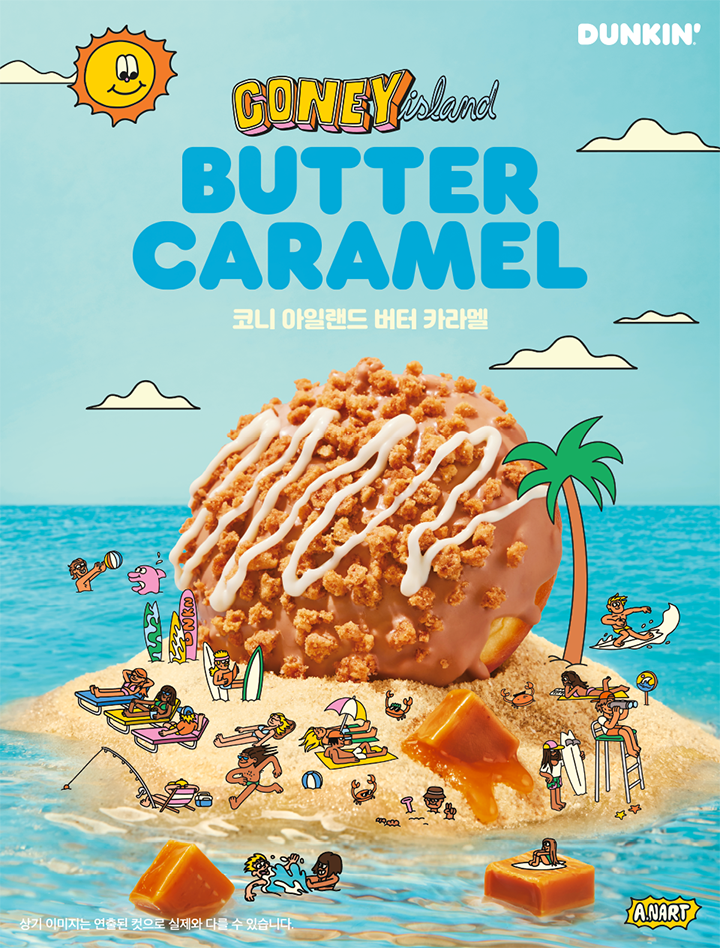 DUNKIN'
CONEY island
BUTTER
CARAMEL
코니 아일랜드 버터 카라멜
DNKN
상기 이미지는 연출된 컷으로 실제와 다를 수 있습니다.
A.NART